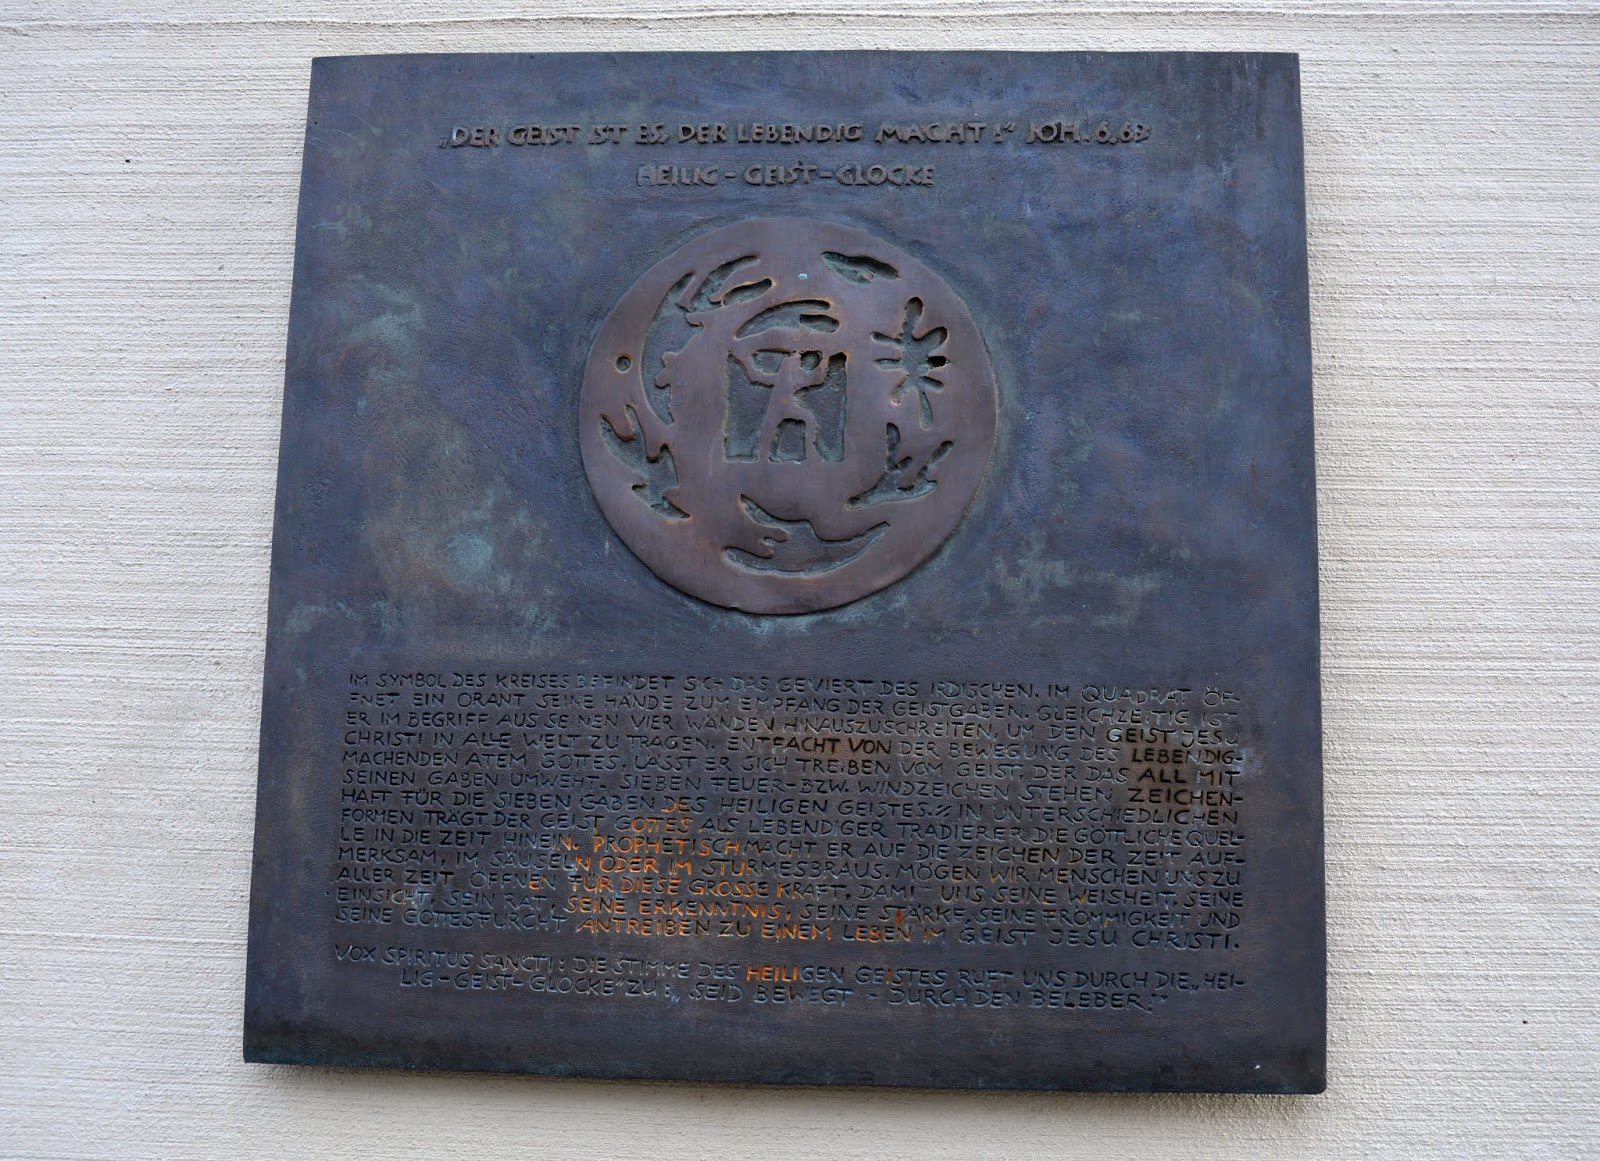 „DER GEIST IST ES, DER LEBENDIG MACHT!“ JOH. 6,63
HEILIG-GEIST-GLOCKE
IM SYMBOL DES KREISES BEFINDET SICH DAS GEVIERT DES IRDISCHEN. IM QUADRAT ÖF-
FNET EIN ORANT SEINE HÄNDE ZUM EMPFANG DER GEISTGABEN. GLEICHZEITIG IST
ER IM BEGRIFF AUS SEINEN VIER WÄNDEN HINAUSZUSCHREITEN, UM DEN GEIST JESU
CHRISTI IN ALLE WELT ZU TRAGEN. ENTFACHT VON DER BEWEGUNG DES LEBENDIG-
MACHENDEN ATEM GOTTES, LÄSST ER SICH TREIBEN VOM GEIST, DER DAS ALL MIT
SEINEN GABEN UMWEHT. SIEBEN FEUER- BZW. WINDZEICHEN STEHEN ZEICHEN-
HAFT FÜR DIE SIEBEN GABEN DES HEILIGEN GEISTES. // IN UNTERSCHIEDLICHEN
FORMEN TRÄGT DER GEIST GOTTES ALS LEBENDIGER TRADIERER DIE GÖTTLICHE QUEL-
LE IN DIE ZEIT HINEIN. PROPHETISCH MACHT ER AUF DIE ZEICHEN DER ZEIT AUF-
MERKSAM, IM SÄUSELN ODER IM STURMESBRAUS. MÖGEN WIR MENSCHEN UNS ZU
ALLER ZEIT ÖFFNEN FÜR DIESE GROSSE KRAFT, DAMIT UNS SEINE WEISHEIT, SEINE
EINSICHT, SEIN RAT, SEINE ERKENNTNIS, SEINE STÄRKE, SEINE FRÖMMIGKEIT UND
SEINE GOTTESFURCHT ANTREIBEN ZU EINEM LEBEN IM GEIST JESU CHRISTI.
VOX SPIRITUS SANCTI: DIE STIMME DES HEILIGEN GEISTES RUFT UNS DURCH DIE „HEI-
LIG-GEIST-GLOCKE“ ZU: „SEID BEWEGT - DURCH DEN BELEBER.“